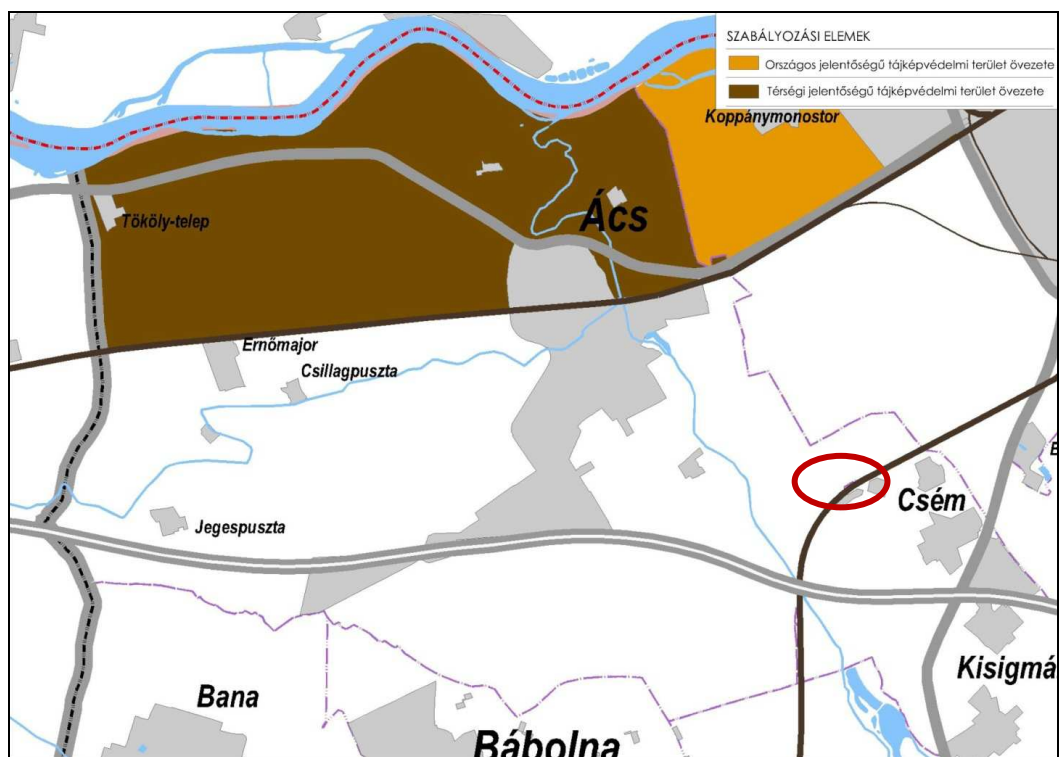 SZABÁLYOZÁSI ELEMEK
Országos jelentőségű tájképvédelmi terület övezete
Térségi jelentőségű tájképvédelmi terület övezete
Koppánymonostor
Ács
Tököly-telep
Ernőmajor
Csillagpuszta
Csém
Jegespuszta
Kisigmá
Bana
Bábolna